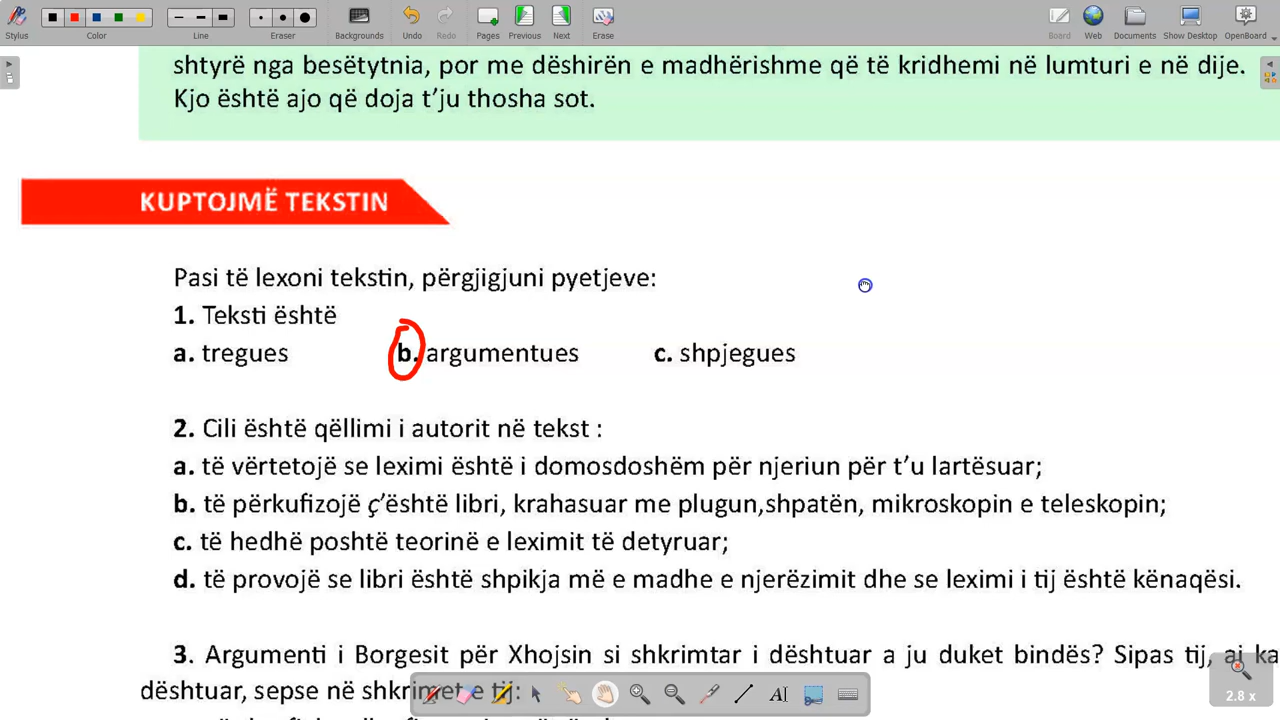 Stylus Color Line Eraser Backgrounds Undo Redo Pages Previous Next Erase Board Web Documents Show Desktop OpenBoard
shtyrë nga besëtytnia, por me dëshirën e madhërishme që të kridhemi në lumturi e në dije.
Kjo është ajo që doja t’ju thosha sot.
KUPTOJMË TEKSTIN
Pasi të lexoni tekstin, përgjigjuni pyetjeve:
1. Teksti është
a. tregues b. argumentues c. shpjegues
2. Cili është qëllimi i autorit në tekst :
a. të vërtetojë se leximi është i domosdoshëm për njeriun për t’u lartësuar;
b. të përkufizojë ç’është libri, krahasuar me plugun,shpatën, mikroskopin e teleskopin;
c. të hedhë poshtë teorinë e leximit të detyruar;
d. të provojë se libri është shpikja më e madhe e njerëzimit dhe se leximi i tij është kënaqësi.
3. Argumenti i Borgesit për Xhojsin si shkrimtar i dështuar a ju duket bindës? Sipas tij, ai ka
dështuar, sepse në shkrimet e tij:
2.8 x